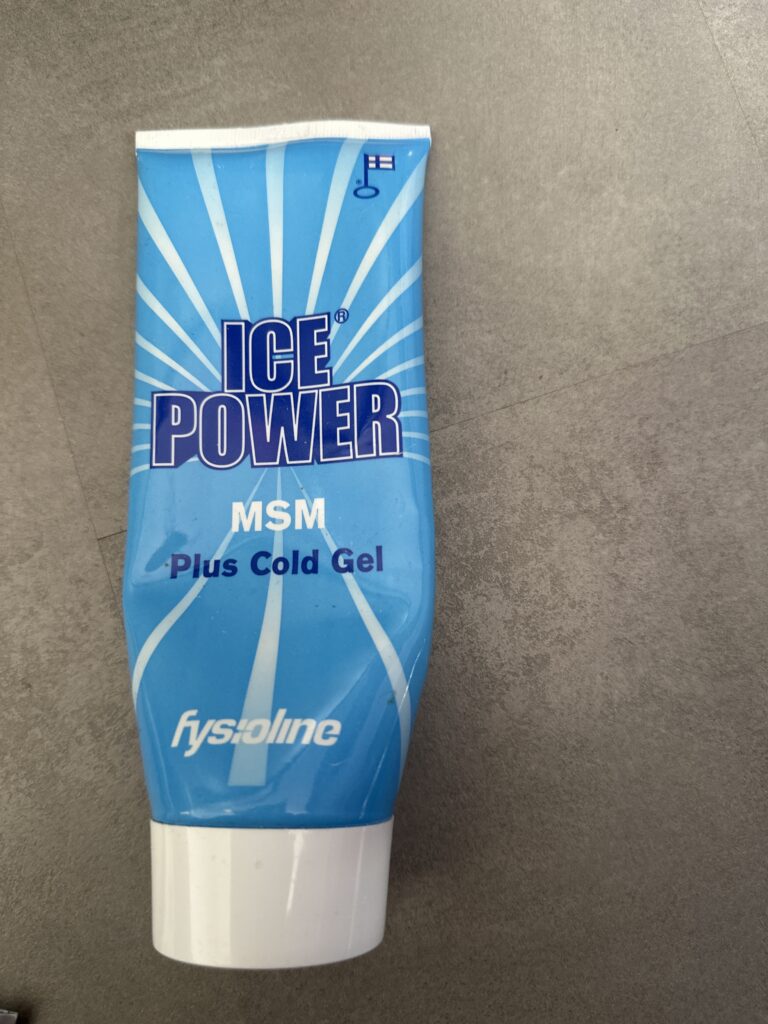 ICE®
POWER
MSM
Plus Cold Gel
fysioline